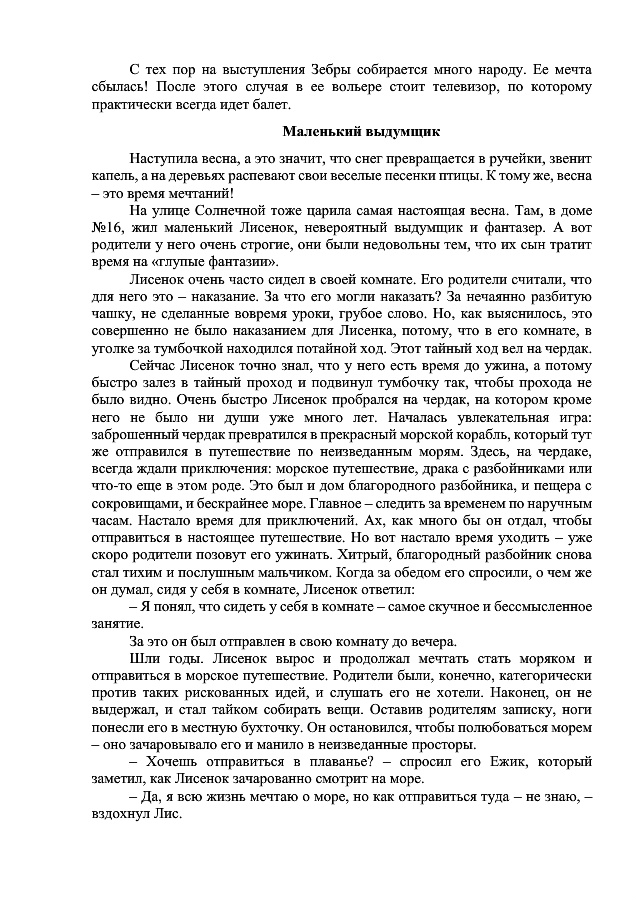 С тех пор на выступления Зебры собирается много народу. Ее мечта
сбылась! После этого случая в ее вольере стоит телевизор, по которому
практически всегда идет балет.
Маленький выдумщик
Наступила весна, а это значит, что снег превращается в ручейки, звенит
капель, а на деревьях распевают свои веселые песенки птицы. К тому же, весна
– это время мечтаний!
На улице Солнечной тоже царила самая настоящая весна. Там, в доме
№16, жил маленький Лисенок, невероятный выдумщик и фантазер. А вот
родители у него очень строгие, они были недовольны тем, что их сын тратит
время на «глупые фантазии».
Лисенок очень часто сидел в своей комнате. Его родители считали, что
для него это – наказание. За что его могли наказать? За нечаянно разбитую
чашку, не сделанные вовремя уроки, грубое слово. Но, как выяснилось, это
совершенно не было наказанием для Лисенка, потому, что в его комнате, в
уголке за тумбочкой находился потайной ход. Этот тайный ход вел на чердак.
Сейчас Лисенок точно знал, что у него есть время до ужина, а потому
быстро залез в тайный проход и подвинул тумбочку так, чтобы прохода не
было видно. Очень быстро Лисенок пробрался на чердак, на котором кроме
него не было ни души уже много лет. Началась увлекательная игра:
заброшенный чердак превратился в прекрасный морской корабль, который тут
же отправился в путешествие по неизведанным морям. Здесь, на чердаке,
всегда ждали приключения: морское путешествие, драка с разбойниками или
что-то еще в этом роде. Это был и дом благородного разбойника, и пещера с
сокровищами, и бескрайнее море. Главное – следить за временем по наручным
часам. Настало время для приключений. Ах, как много бы он отдал, чтобы
отправиться в настоящее путешествие. Но вот настало время уходить – уже
скоро родители позовут его ужинать. Хитрый, благородный разбойник снова
стал тихим и послушным мальчиком. Когда за обедом его спросили, о чем же
он думал, сидя у себя в комнате, Лисенок ответил:
– Я понял, что сидеть у себя в комнате – самое скучное и бессмысленное
занятие.
За это он был отправлен в свою комнату до вечера.
Шли годы. Лисенок вырос и продолжал мечтать стать моряком и
отправиться в морское путешествие. Родители были, конечно, категорически
против таких рискованных идей, и слушать его не хотели. Наконец, он не
выдержал, и стал тайком собирать вещи. Оставив родителям записку, ноги
понесли его в местную бухточку. Он остановился, чтобы полюбоваться морем
– оно зачаровывало его и манило в неизведанные просторы.
– Хочешь отправиться в плаванье? – спросил его Ежик, который
заметил, как Лисенок зачарованно смотрит на море.
– Да, я всю жизнь мечтаю о море, но как отправиться туда – не знаю, –
вздохнул Лис.